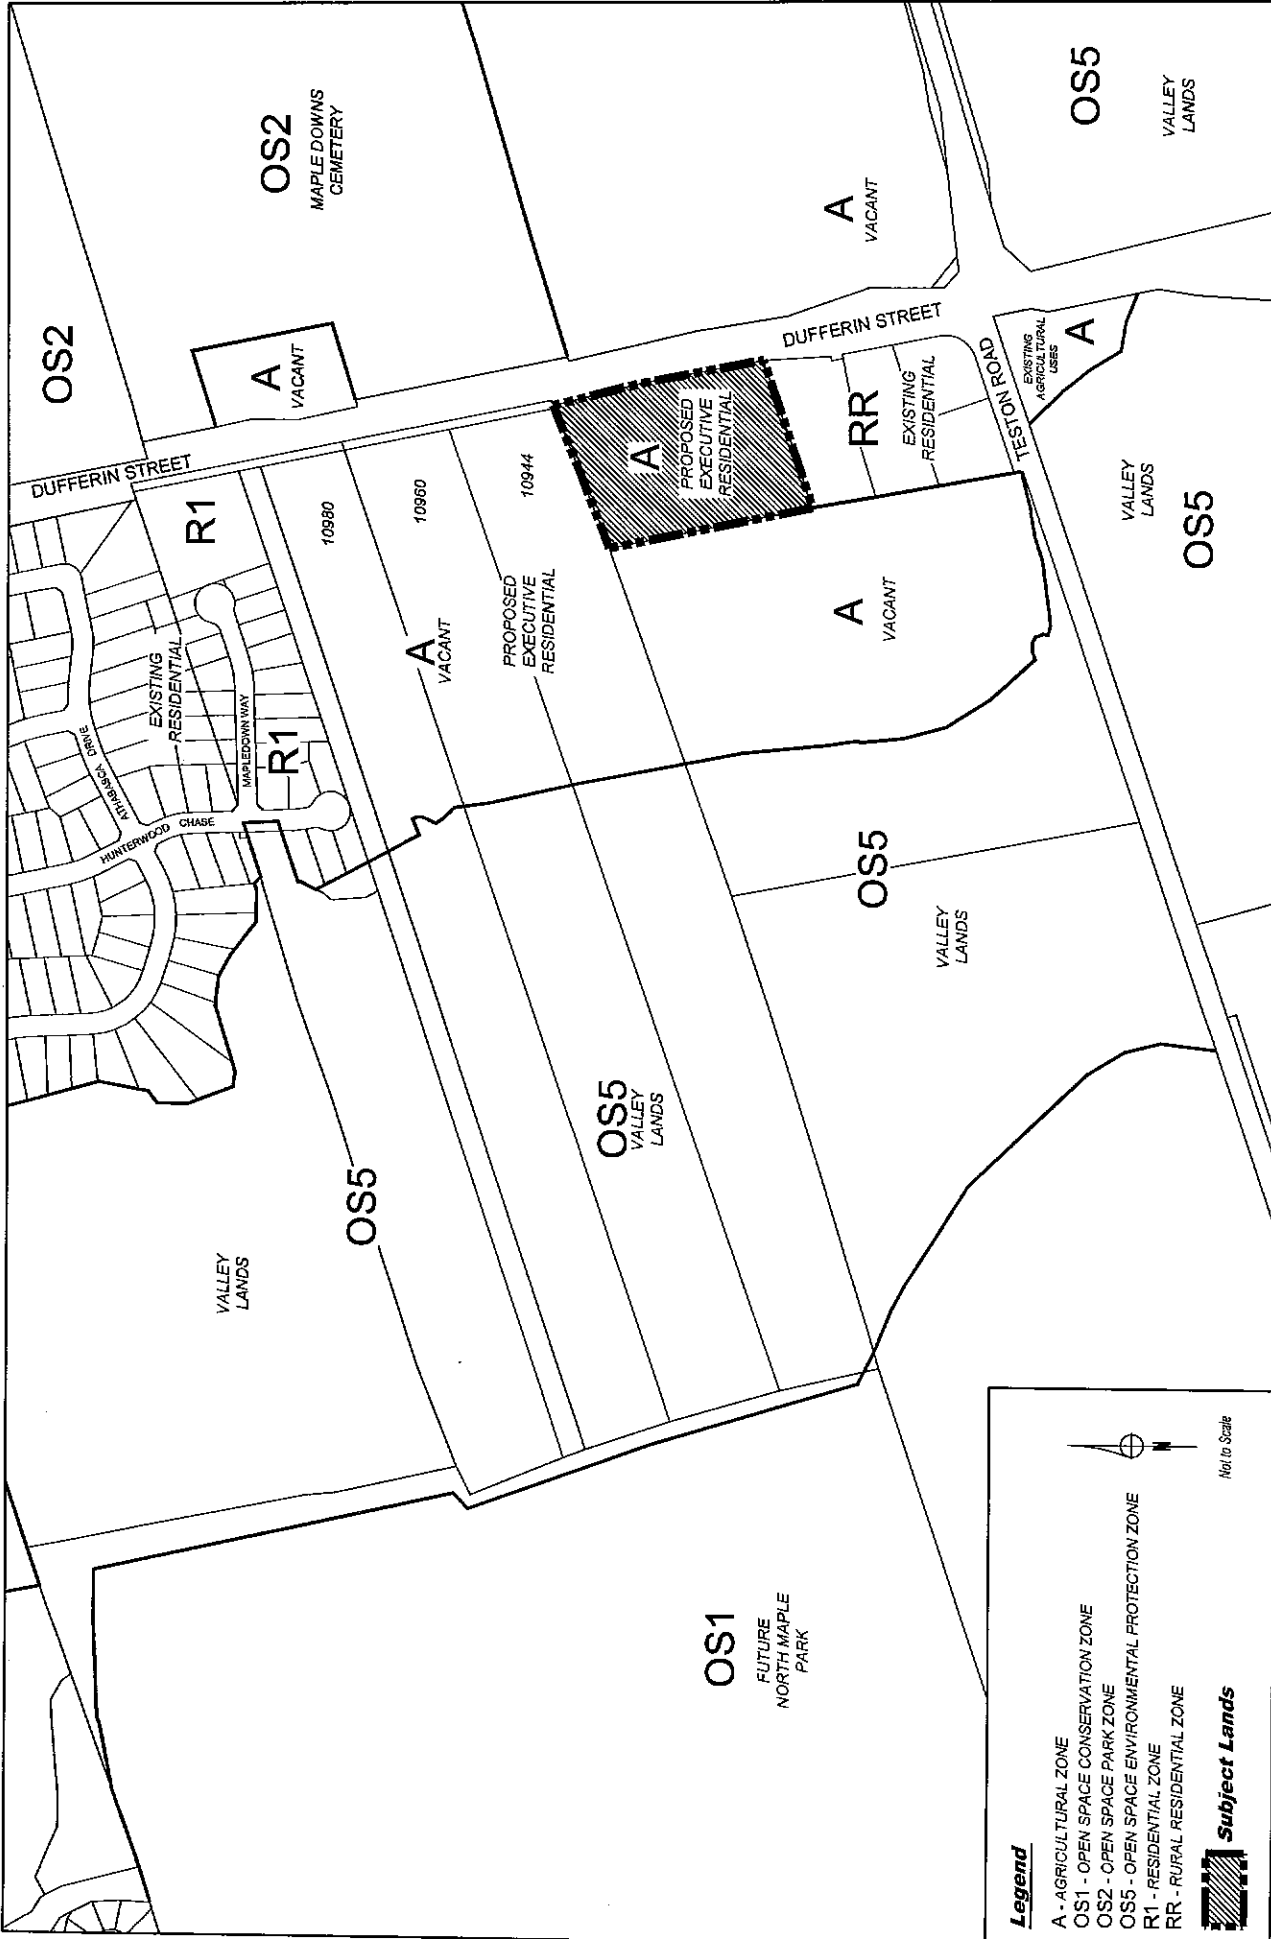 OS2
OS2
MAPLE DOWNS
CEMETERY
A
VACANT
DUFFERIN STREET
R1
EXISTING
RESIDENTIAL
ATHABASCA DRIVE
HUNTERWOOD CHASE
MAPLEDOWN WAY
R1
10980
10960
10944
A
VACANT
PROPOSED
EXECUTIVE
RESIDENTIAL
A
PROPOSED
EXECUTIVE
RESIDENTIAL
DUFFERIN STREET
A
VACANT
RR
EXISTING
RESIDENTIAL
TESTON ROAD
EXISTING
AGRICULTURAL
USES
A
OS5
VALLEY
LANDS
VALLEY
LANDS
OS5
A
VACANT
OS5
VALLEY
LANDS
OS5
VALLEY
LANDS
OS5
VALLEY
LANDS
OS1
FUTURE
NORTH MAPLE
PARK
Legend
A - AGRICULTURAL ZONE
OS1 - OPEN SPACE CONSERVATION ZONE
OS2 - OPEN SPACE PARK ZONE
OS5 - OPEN SPACE ENVIRONMENTAL PROTECTION ZONE
R1 - RESIDENTIAL ZONE
RR - RURAL RESIDENTIAL ZONE
Subject Lands
N
Not to Scale